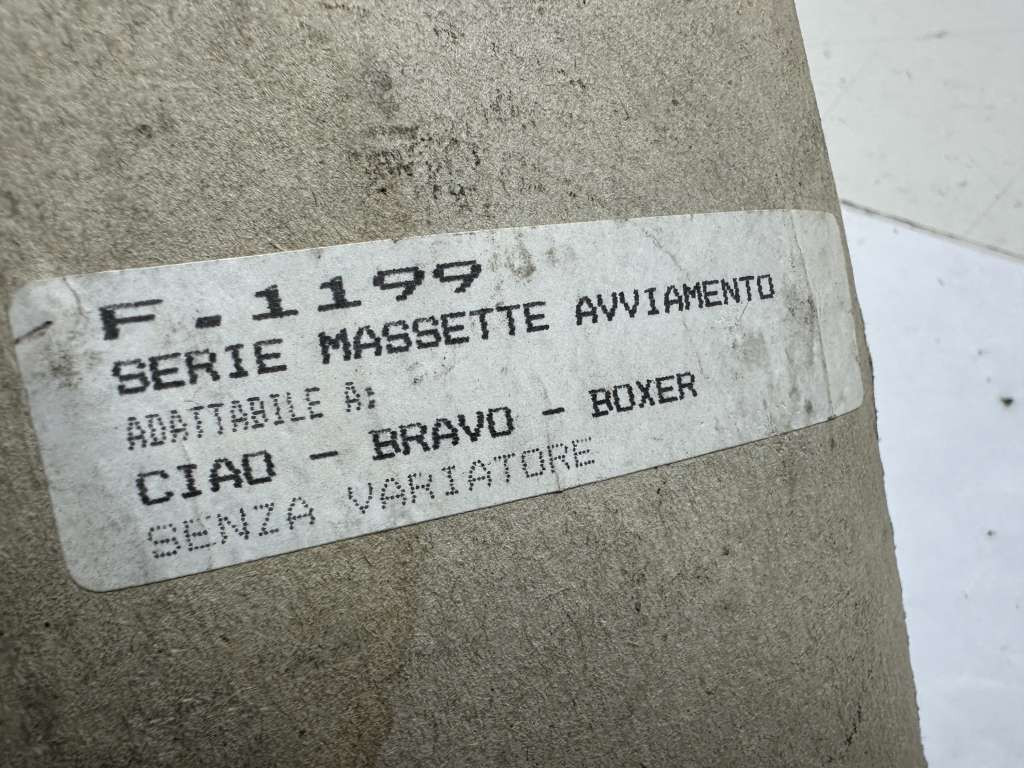 F.1199
SERIE MASSETTE AVVIAMENTO
ADATTABILE A:
CIAO - BRAVO - BOXER
SENZA VARIATORE